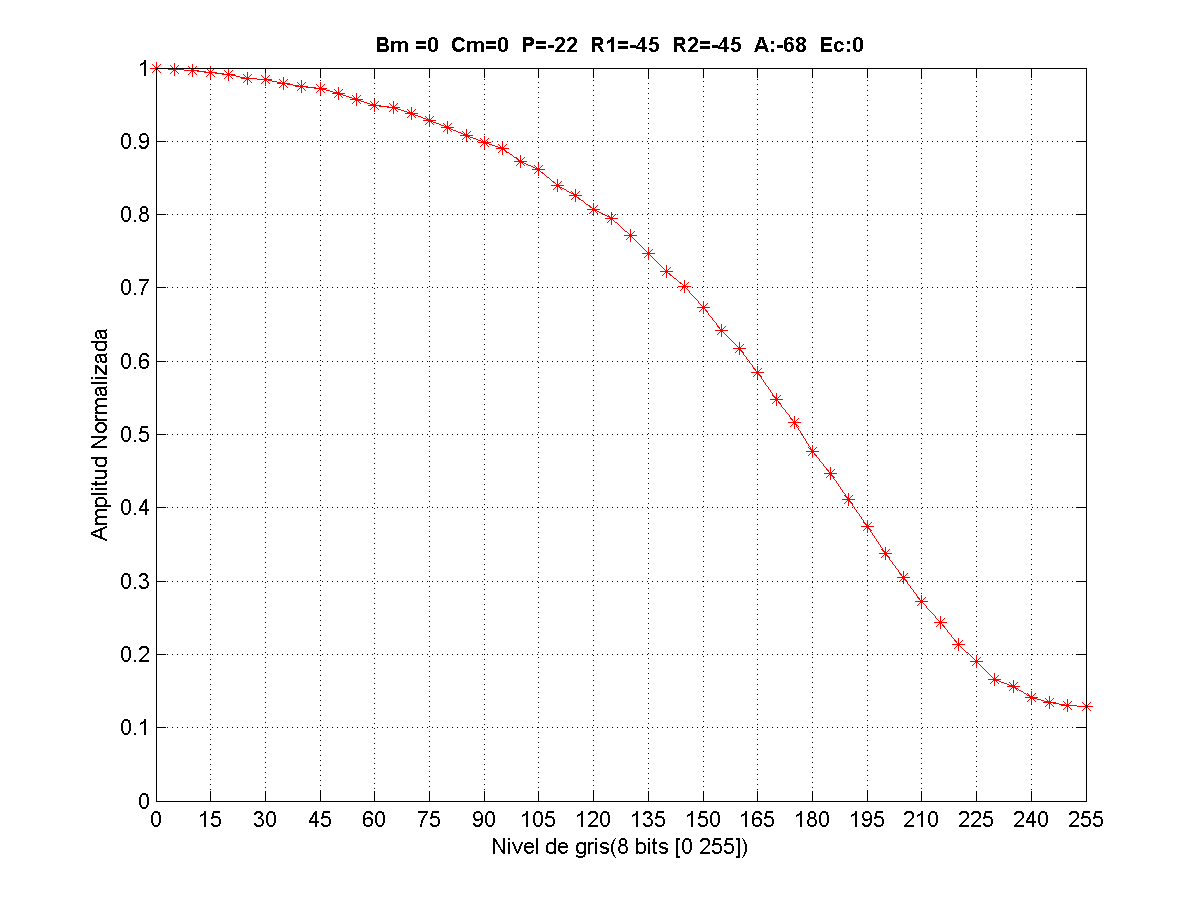 Bm =0 Cm=0 P=-22 R1=-45 R2=-45 A:-68 Ec:0
1
0.9
0.8
0.7
0.6
0.5
0.4
0.3
0.2
0.1
0
Amplitud Normalizada
0 15 30 45 60 75 90 105 120 135 150 165 180 195 210 225 240 255
Nivel de gris(8 bits [0 255])